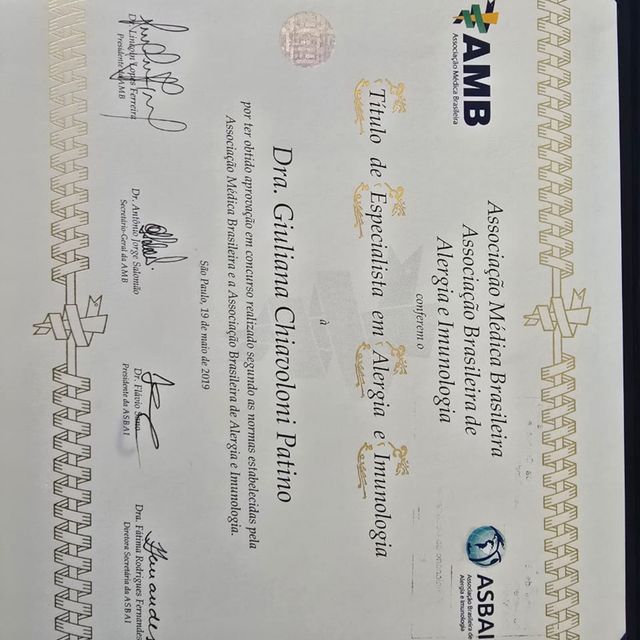 AMB
Associação Médica Brasileira
Associação Médica Brasileira
Associação Brasileira de
Alergia e Imunologia
ASBAI
Associação Brasileira de
Alergia e Imunologia
conferem o
Título de Especialista em Alergia e Imunologia
à
Dra. Giuliana Chiavoloni Patino
por ter obtido aprovação em concurso realizado segundo as normas estabelecidas pela
Associação Médica Brasileira e a Associação Brasileira de Alergia e Imunologia.
São Paulo, 19 de maio de 2019
Dr. Lincoln Lopes Ferreira
Presidente da AMB
Dr. Antônio Jorge Salomão
Secretário-Geral da AMB
Dr. Flávio Sano
Presidente da ASBAI
Dra. Fátima Rodrigues Fernandes
Diretora Secretária da ASBAI